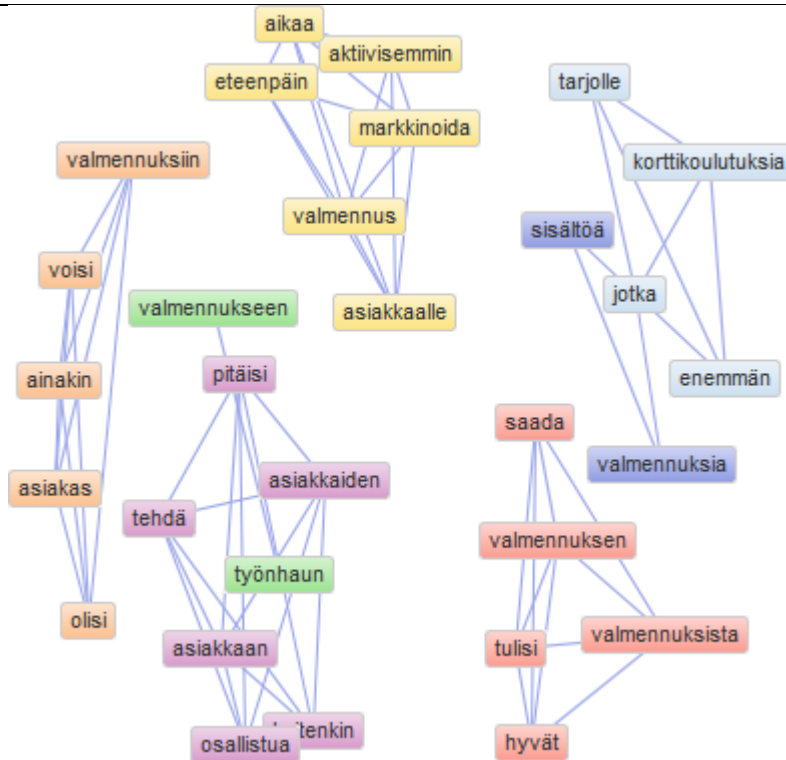 aikaa
aktiivisemmin
eteenpäin
markkinoida
valmennus
asiakkaalle
tarjolle
korttikoulutuksia
sisältöä
jotka
enemmän
valmennuksia
valmennuksiin
voisi
ainakin
asiakas
olisi
valmennukseen
pitäisi
asiakkaiden
tehdä
työnhaun
asiakkaan
osallistua
saada
valmennuksen
valmennuksista
tulisi
hyvät